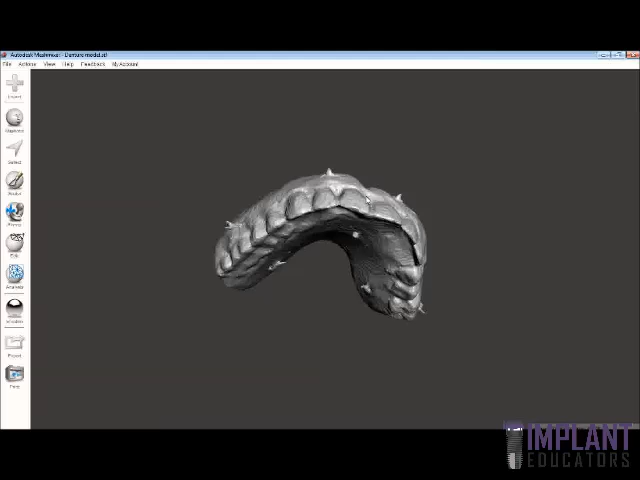 Autodesk Meshmixer - Denture model.stl
File Actions View Help Feedback My Account
Import
Meshmix
Select
Sculpt
Stamp
Edit
Analysis
Shaders
Export
Print
IMPLANT
EDUCATORS